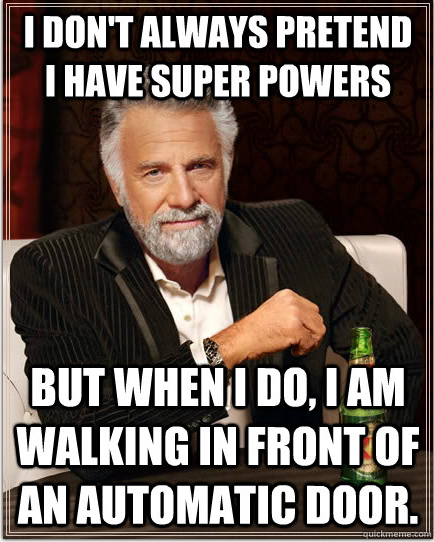 I DON'T ALWAYS PRETEND
I HAVE SUPER POWERS
BUT WHEN I DO, I AM
WALKING IN FRONT OF
AN AUTOMATIC DOOR.
quickmeme.com